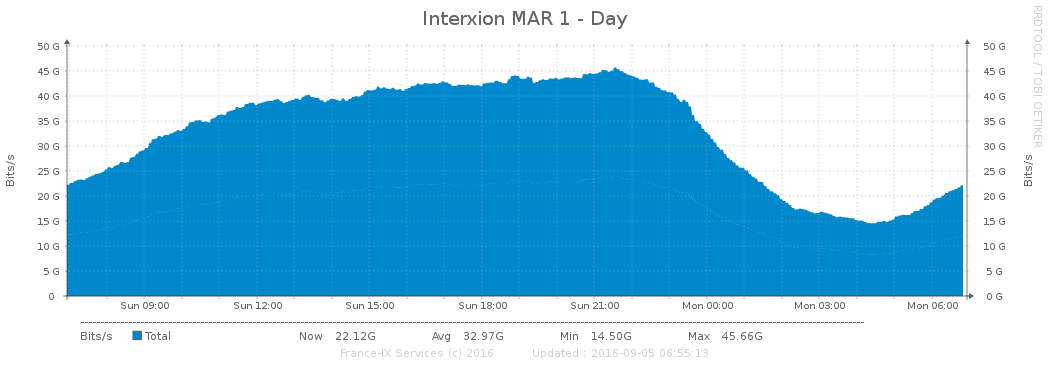 Interxion MAR 1 - Day
RRDTOOL / TOBI OETIKER
Bits/s
Bits/s
50 G 50 G
45 G 45 G
40 G 40 G
35 G 35 G
30 G 30 G
25 G 25 G
20 G 20 G
15 G 15 G
10 G 10 G
5 G 5 G
0 0 G
Sun 09:00 Sun 12:00 Sun 15:00 Sun 18:00 Sun 21:00 Mon 00:00 Mon 03:00 Mon 06:00
Bits/s Total Now 22.12G Avg 32.97G Min 14.50G Max 45.66G
France-IX Services (c) 2016 Updated : 2016-09-05 06:55:13